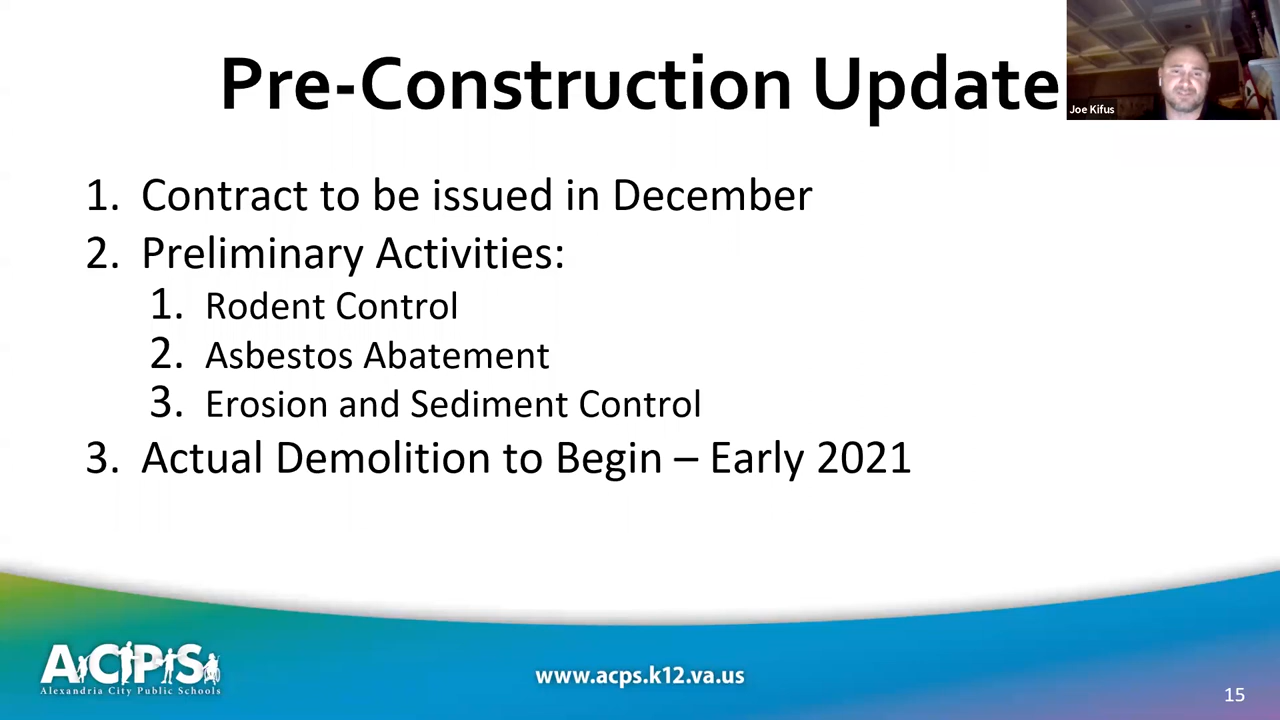 Pre-Construction Update
Joe Kifus
1. Contract to be issued in December
2. Preliminary Activities:
1. Rodent Control
2. Asbestos Abatement
3. Erosion and Sediment Control
3. Actual Demolition to Begin – Early 2021
ACPS
Alexandria City Public Schools
www.acps.k12.va.us
15